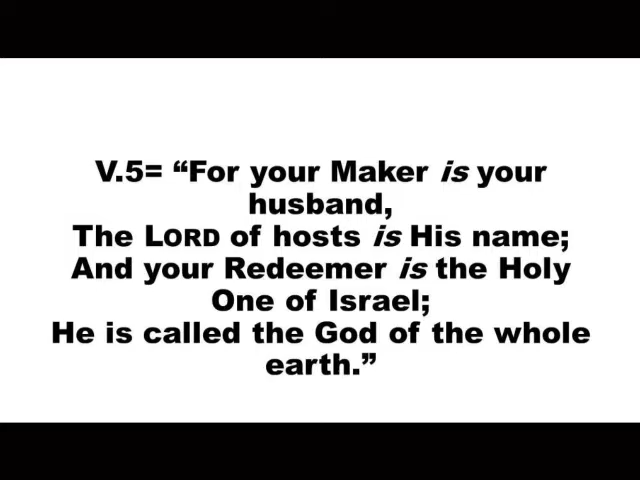 V.5= “For your Maker is your
husband,
The LORD of hosts is His name;
And your Redeemer is the Holy
One of Israel;
He is called the God of the whole
earth.”